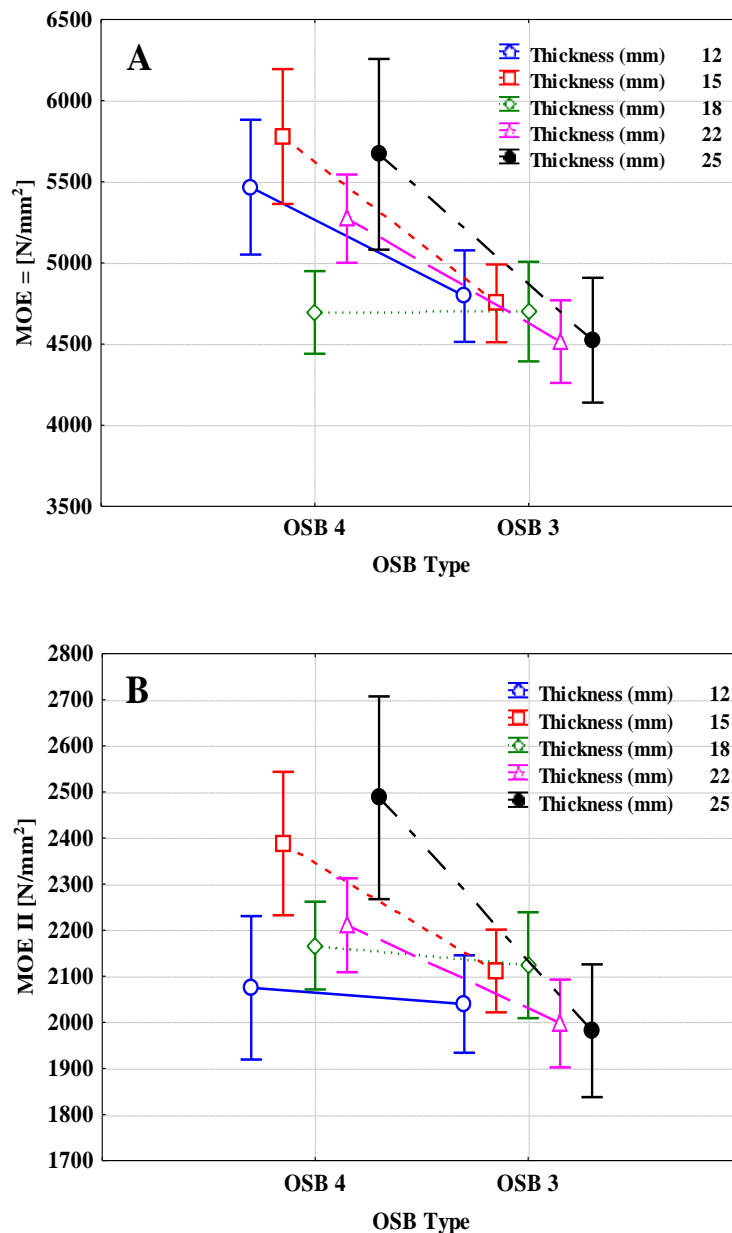 A
Thickness (mm) 12
Thickness (mm) 15
Thickness (mm) 18
Thickness (mm) 22
Thickness (mm) 25
MOE = [N/mm²]
6500
6000
5500
5000
4500
4000
3500
OSB 4 OSB 3
OSB Type
B
Thickness (mm) 12
Thickness (mm) 15
Thickness (mm) 18
Thickness (mm) 22
Thickness (mm) 25
MOE II [N/mm²]
2800
2700
2600
2500
2400
2300
2200
2100
2000
1900
1800
1700
OSB 4 OSB 3
OSB Type